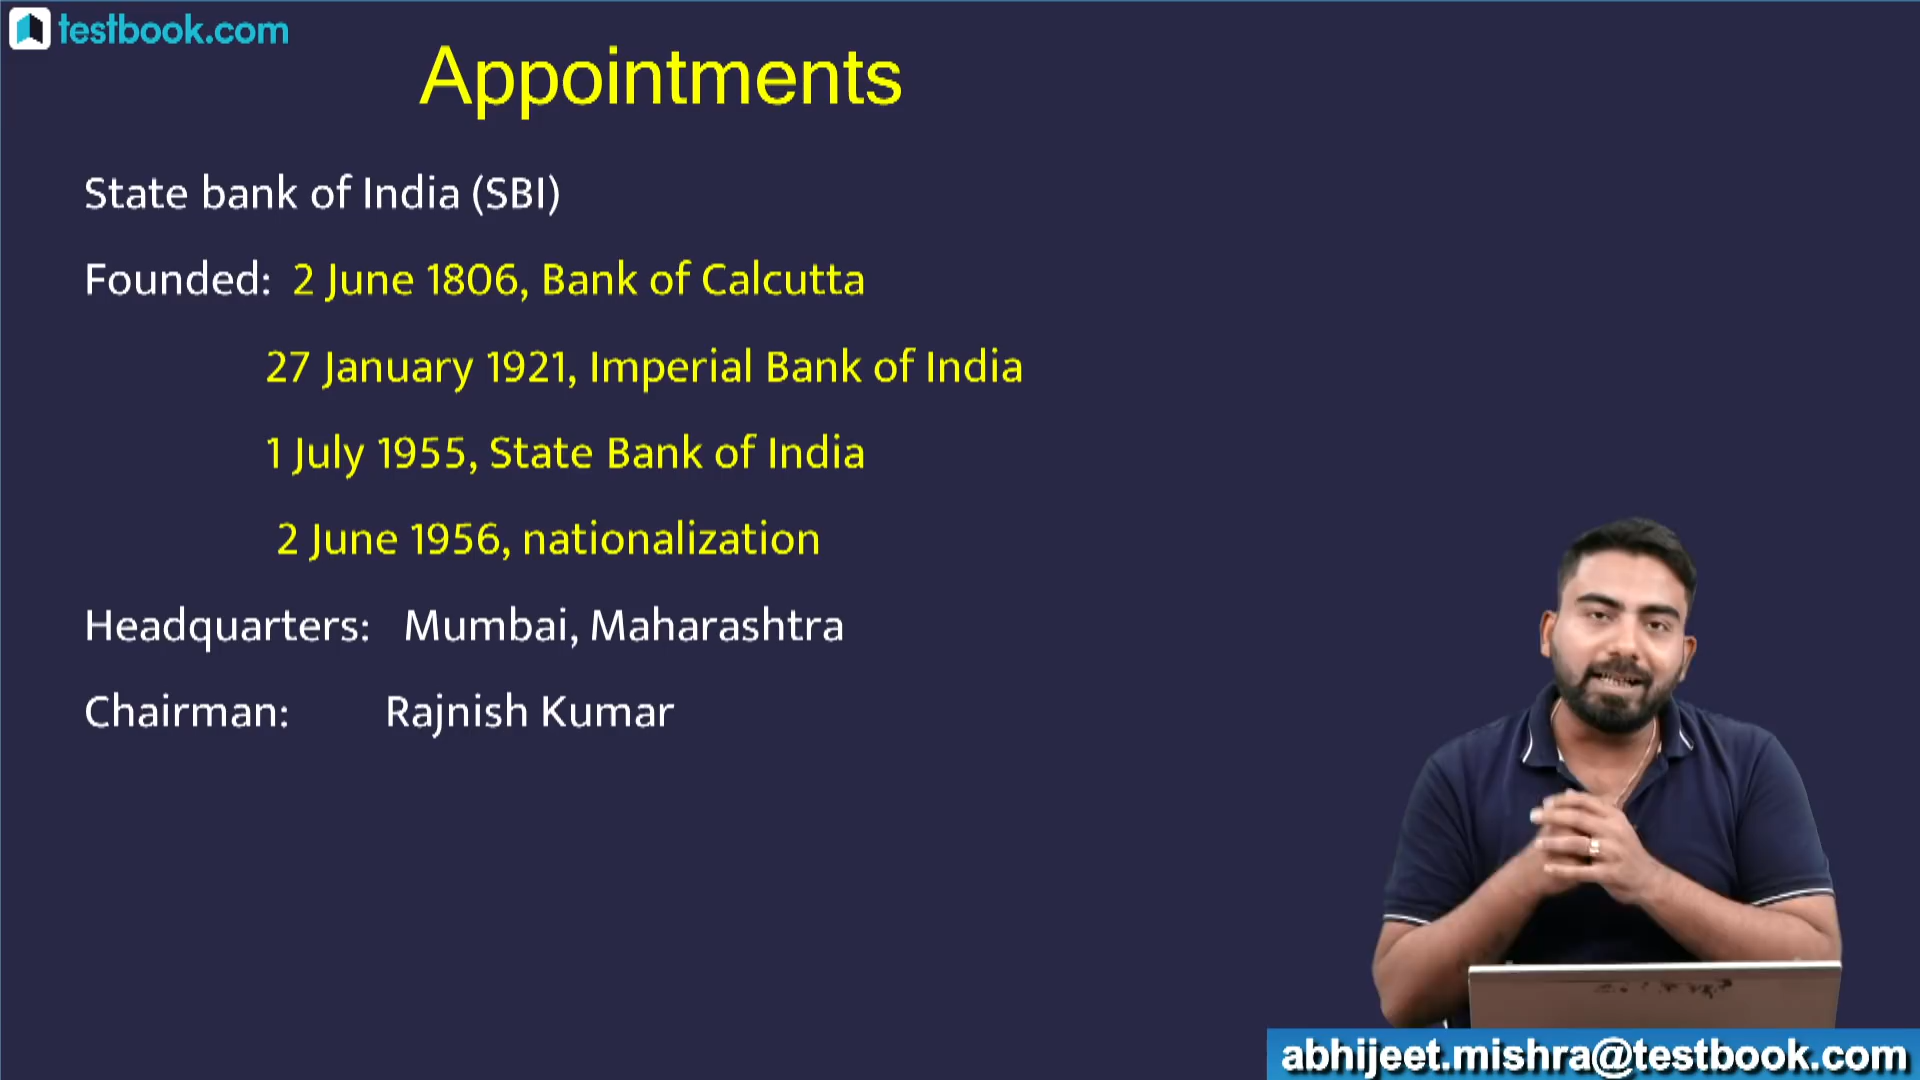 testbook.com
Appointments
State bank of India (SBI)
Founded: 2 June 1806, Bank of Calcutta
27 January 1921, Imperial Bank of India
1 July 1955, State Bank of India
2 June 1956, nationalization
Headquarters: Mumbai, Maharashtra
Chairman: Rajnish Kumar
abhijeet.mishra@testbook.com